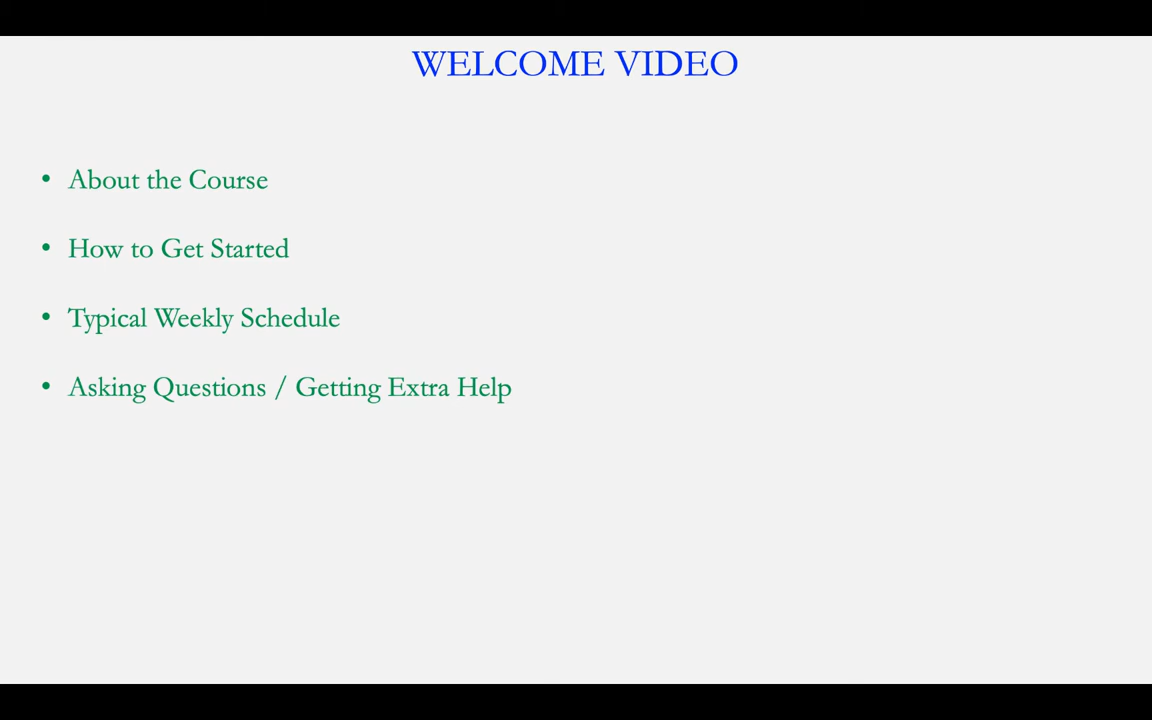 WELCOME VIDEO
• About the Course
• How to Get Started
• Typical Weekly Schedule
• Asking Questions / Getting Extra Help